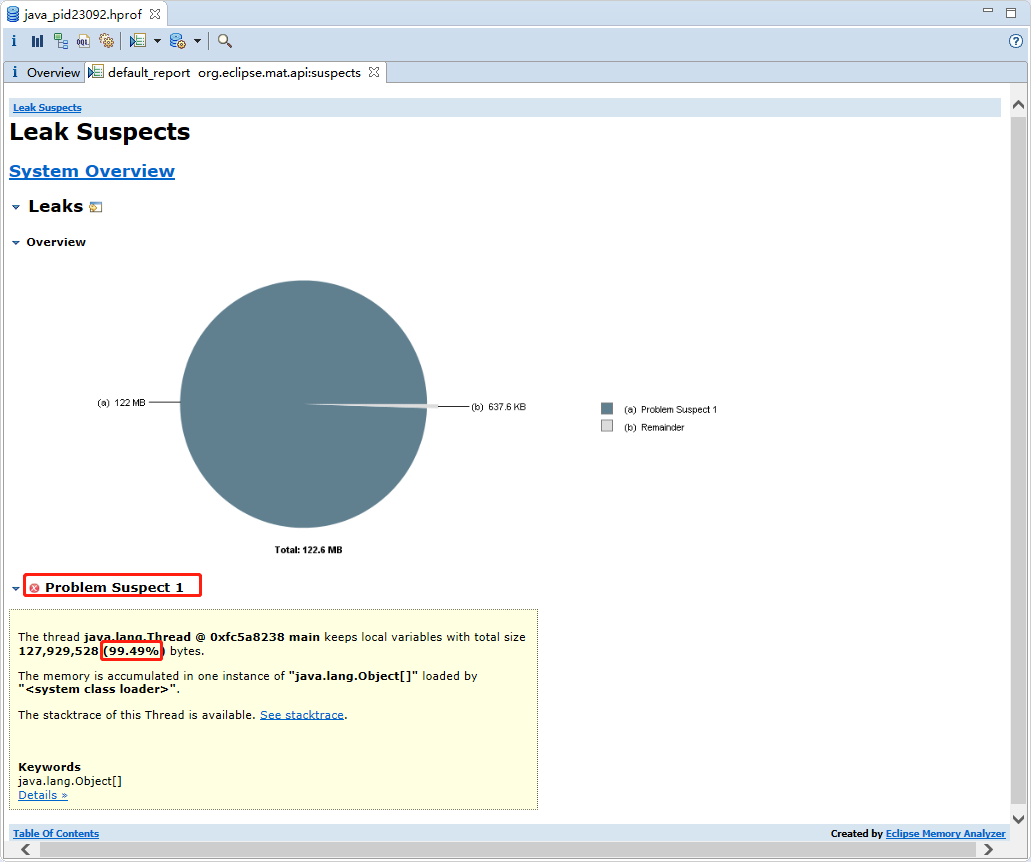 java_pid23092.hprof
i
OQL
?
i Overview
default_report org.eclipse.mat.api:suspects
Leak Suspects
Leak Suspects
System Overview
Leaks
Overview
(a) 122 MB
(b) 637.6 KB
(a) Problem Suspect 1
(b) Remainder
Total: 122.6 MB
Problem Suspect 1
The thread java.lang.Thread @ 0xfc5a8238 main keeps local variables with total size
127,929,528 (99.49%) bytes.
The memory is accumulated in one instance of "java.lang.Object[]" loaded by
"<system class loader>".
The stacktrace of this Thread is available. See stacktrace.
Keywords
java.lang.Object[]
Details »
Table Of Contents
Created by Eclipse Memory Analyzer